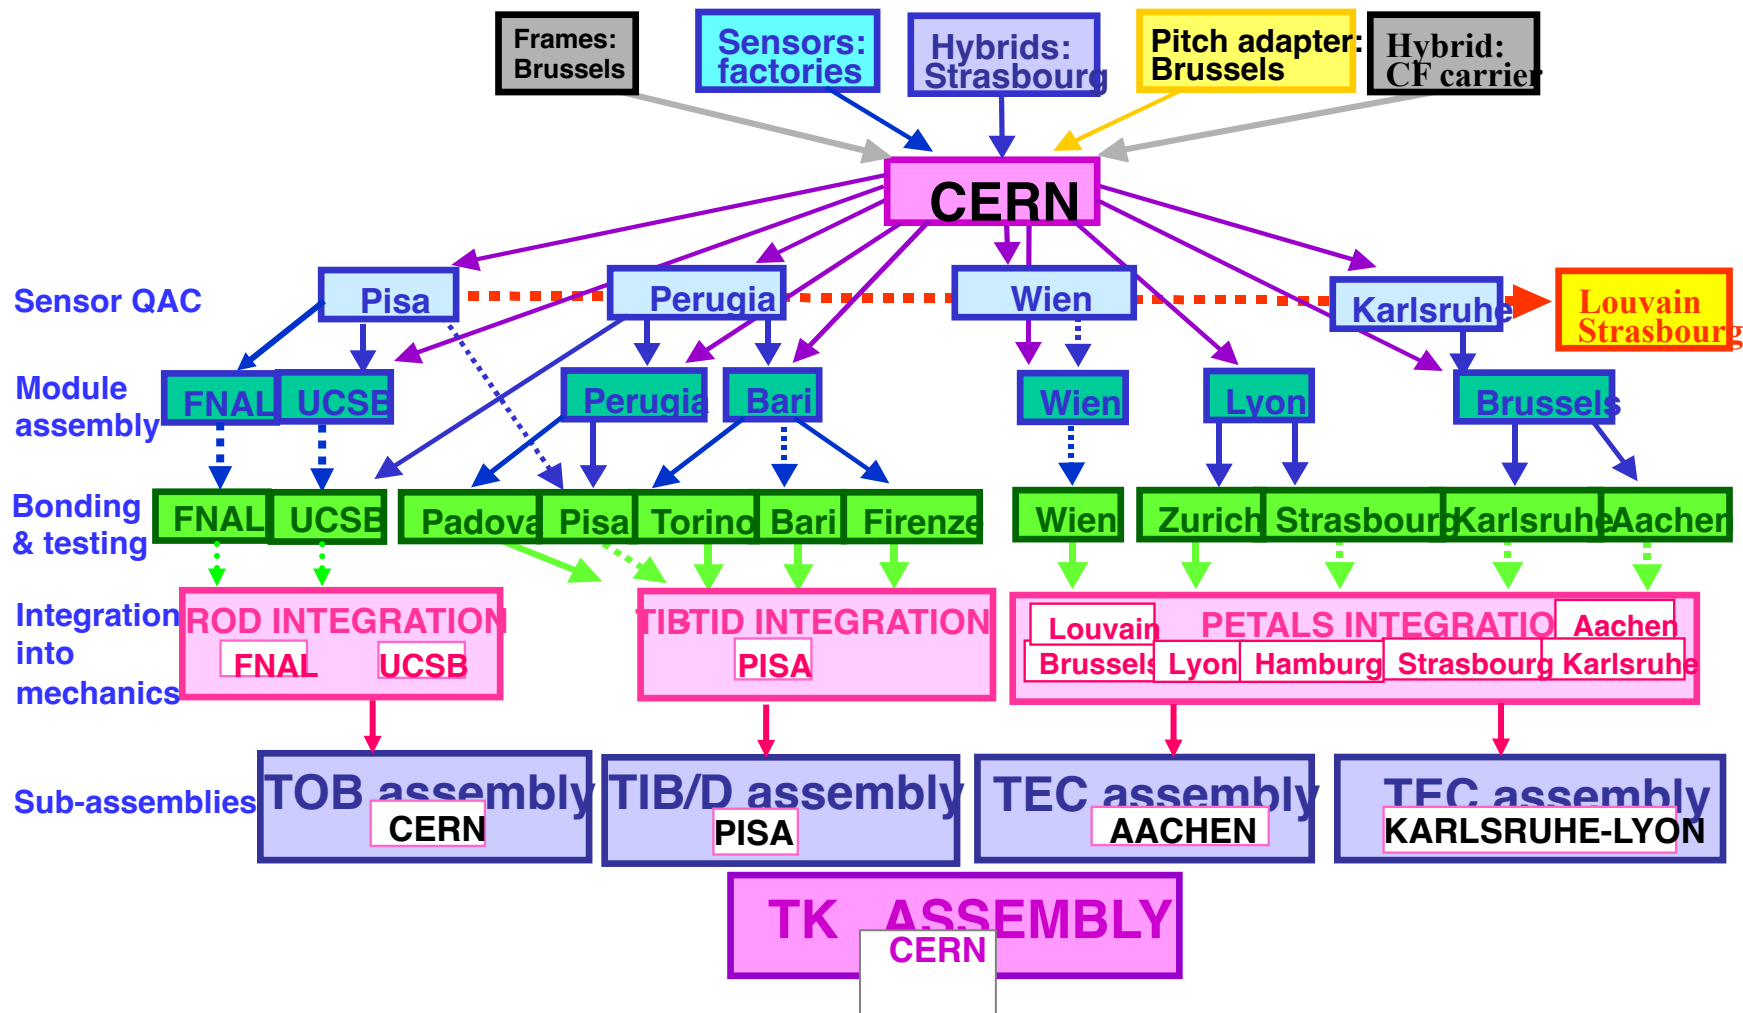 Frames:
Brussels
Sensors:
factories
Hybrids:
Strasbourg
Pitch adapter:
Brussels
Hybrid:
CF carrier
CERN
Sensor QAC
Pisa
Perugia
Wien
Karlsruhe
Louvain
Strasbourg
Module
assembly
FNAL
UCSB
Perugia
Bari
Wien
Lyon
Brussels
Bonding
& testing
FNAL
UCSB
Padova
Pisa
Torino
Bari
Firenze
Wien
Zurich
Strasbourg
Karlsruhe
Aachen
Integration
into
mechanics
ROD INTEGRATION
FNAL
UCSB
TIBTID INTEGRATION
PISA
PETALS INTEGRATIO
Louvain
Aachen
Brussels
Lyon
Hamburg
Strasbourg
Karlsruhe
Sub-assemblies
TOB assembly
CERN
TIB/D assembly
PISA
TEC assembly
AACHEN
TEC assembly
KARLSRUHE-LYON
TK ASSEMBLY
CERN